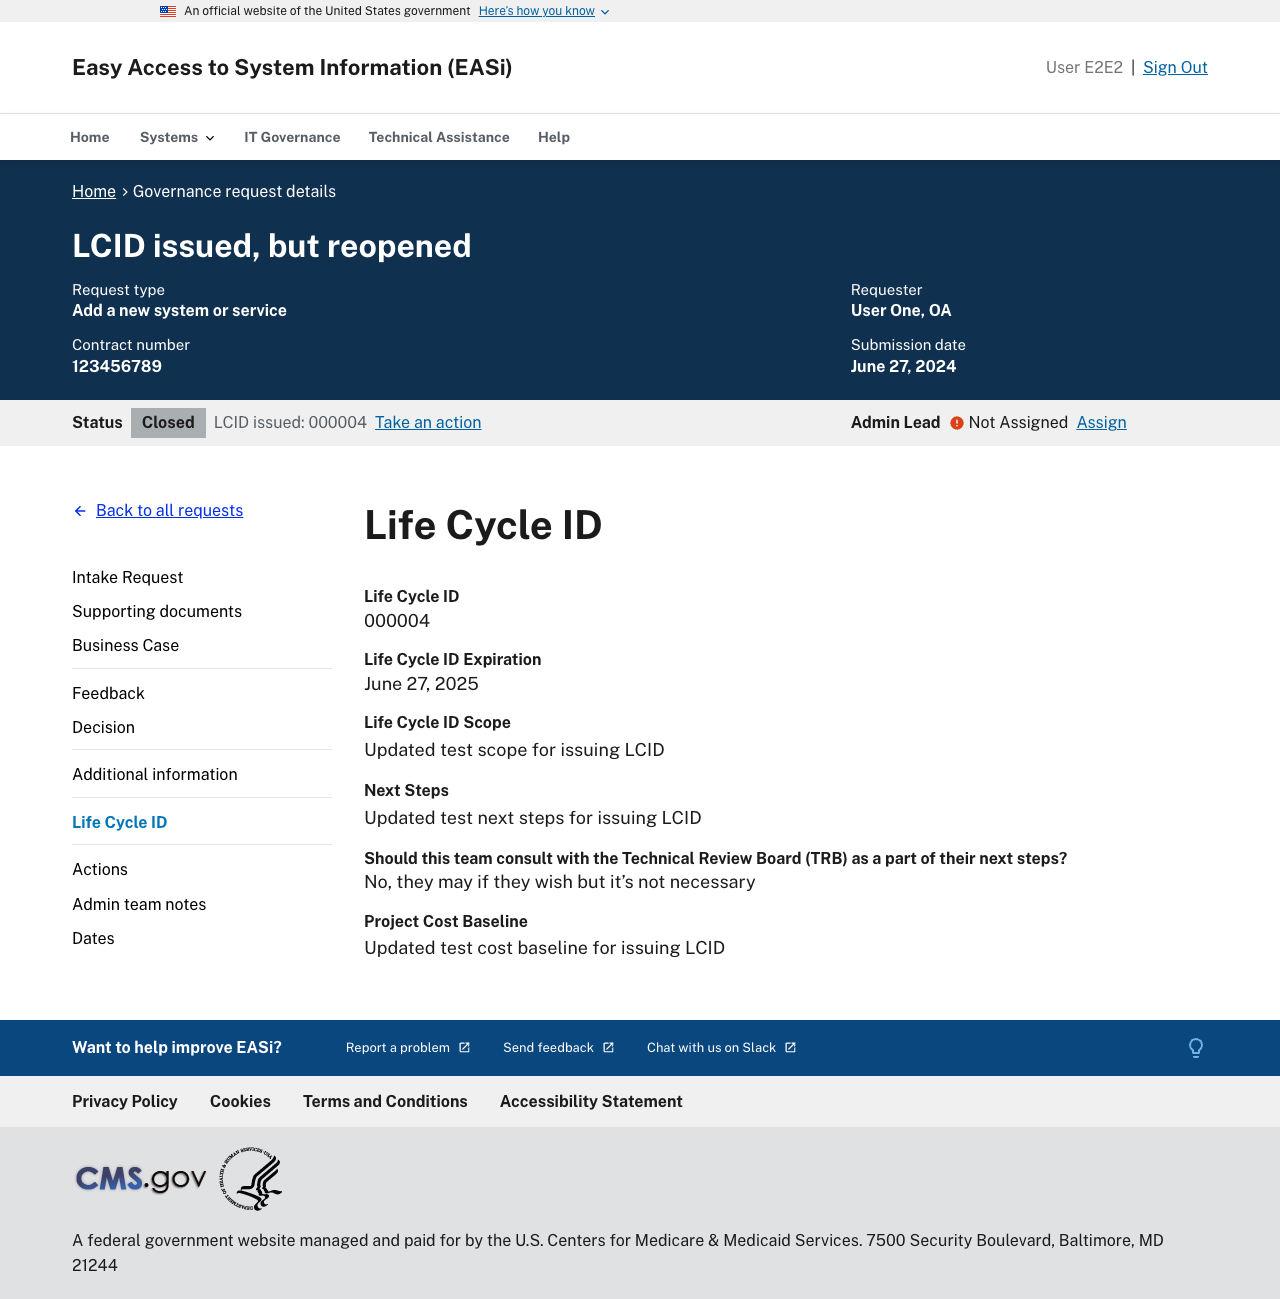 An official website of the United States government Here's how you know
Easy Access to System Information (EASi)
User E2E2 | Sign Out
Home Systems IT Governance Technical Assistance Help
Home > Governance request details
LCID issued, but reopened
Request type
Add a new system or service
Requester
User One, OA
Contract number
123456789
Submission date
June 27, 2024
Status Closed LCID issued: 000004 Take an action
Admin Lead Not Assigned Assign
Back to all requests
Intake Request
Supporting documents
Business Case
Feedback
Decision
Additional information
Life Cycle ID
Actions
Admin team notes
Dates
Life Cycle ID
Life Cycle ID
000004
Life Cycle ID Expiration
June 27, 2025
Life Cycle ID Scope
Updated test scope for issuing LCID
Next Steps
Updated test next steps for issuing LCID
Should this team consult with the Technical Review Board (TRB) as a part of their next steps?
No, they may if they wish but it’s not necessary
Project Cost Baseline
Updated test cost baseline for issuing LCID
Want to help improve EASi? Report a problem Send feedback Chat with us on Slack
Privacy Policy Cookies Terms and Conditions Accessibility Statement
CMS.gov
DEPARTMENT OF HEALTH & HUMAN SERVICES · USA
A federal government website managed and paid for by the U.S. Centers for Medicare & Medicaid Services. 7500 Security Boulevard, Baltimore, MD
21244